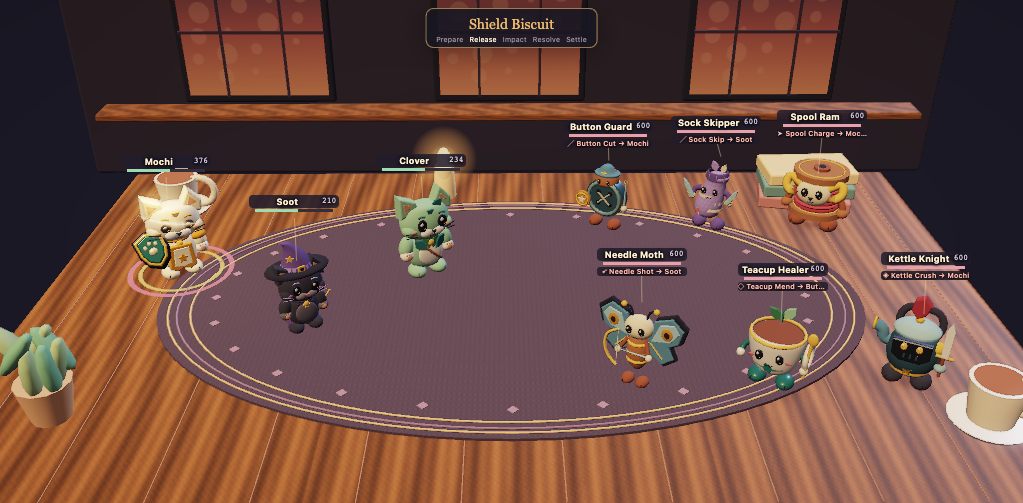 Shield Biscuit
Prepare Release Impact Resolve Settle
Mochi 376
Soot 210
Clover 234
Button Guard 600
Button Cut → Mochi
Sock Skipper 600
Sock Skip → Soot
Spool Ram 600
Spool Charge → Moc...
Needle Moth 600
Needle Shot → Soot
Teacup Healer 600
Teacup Mend → But...
Kettle Knight 600
Kettle Crush → Mochi